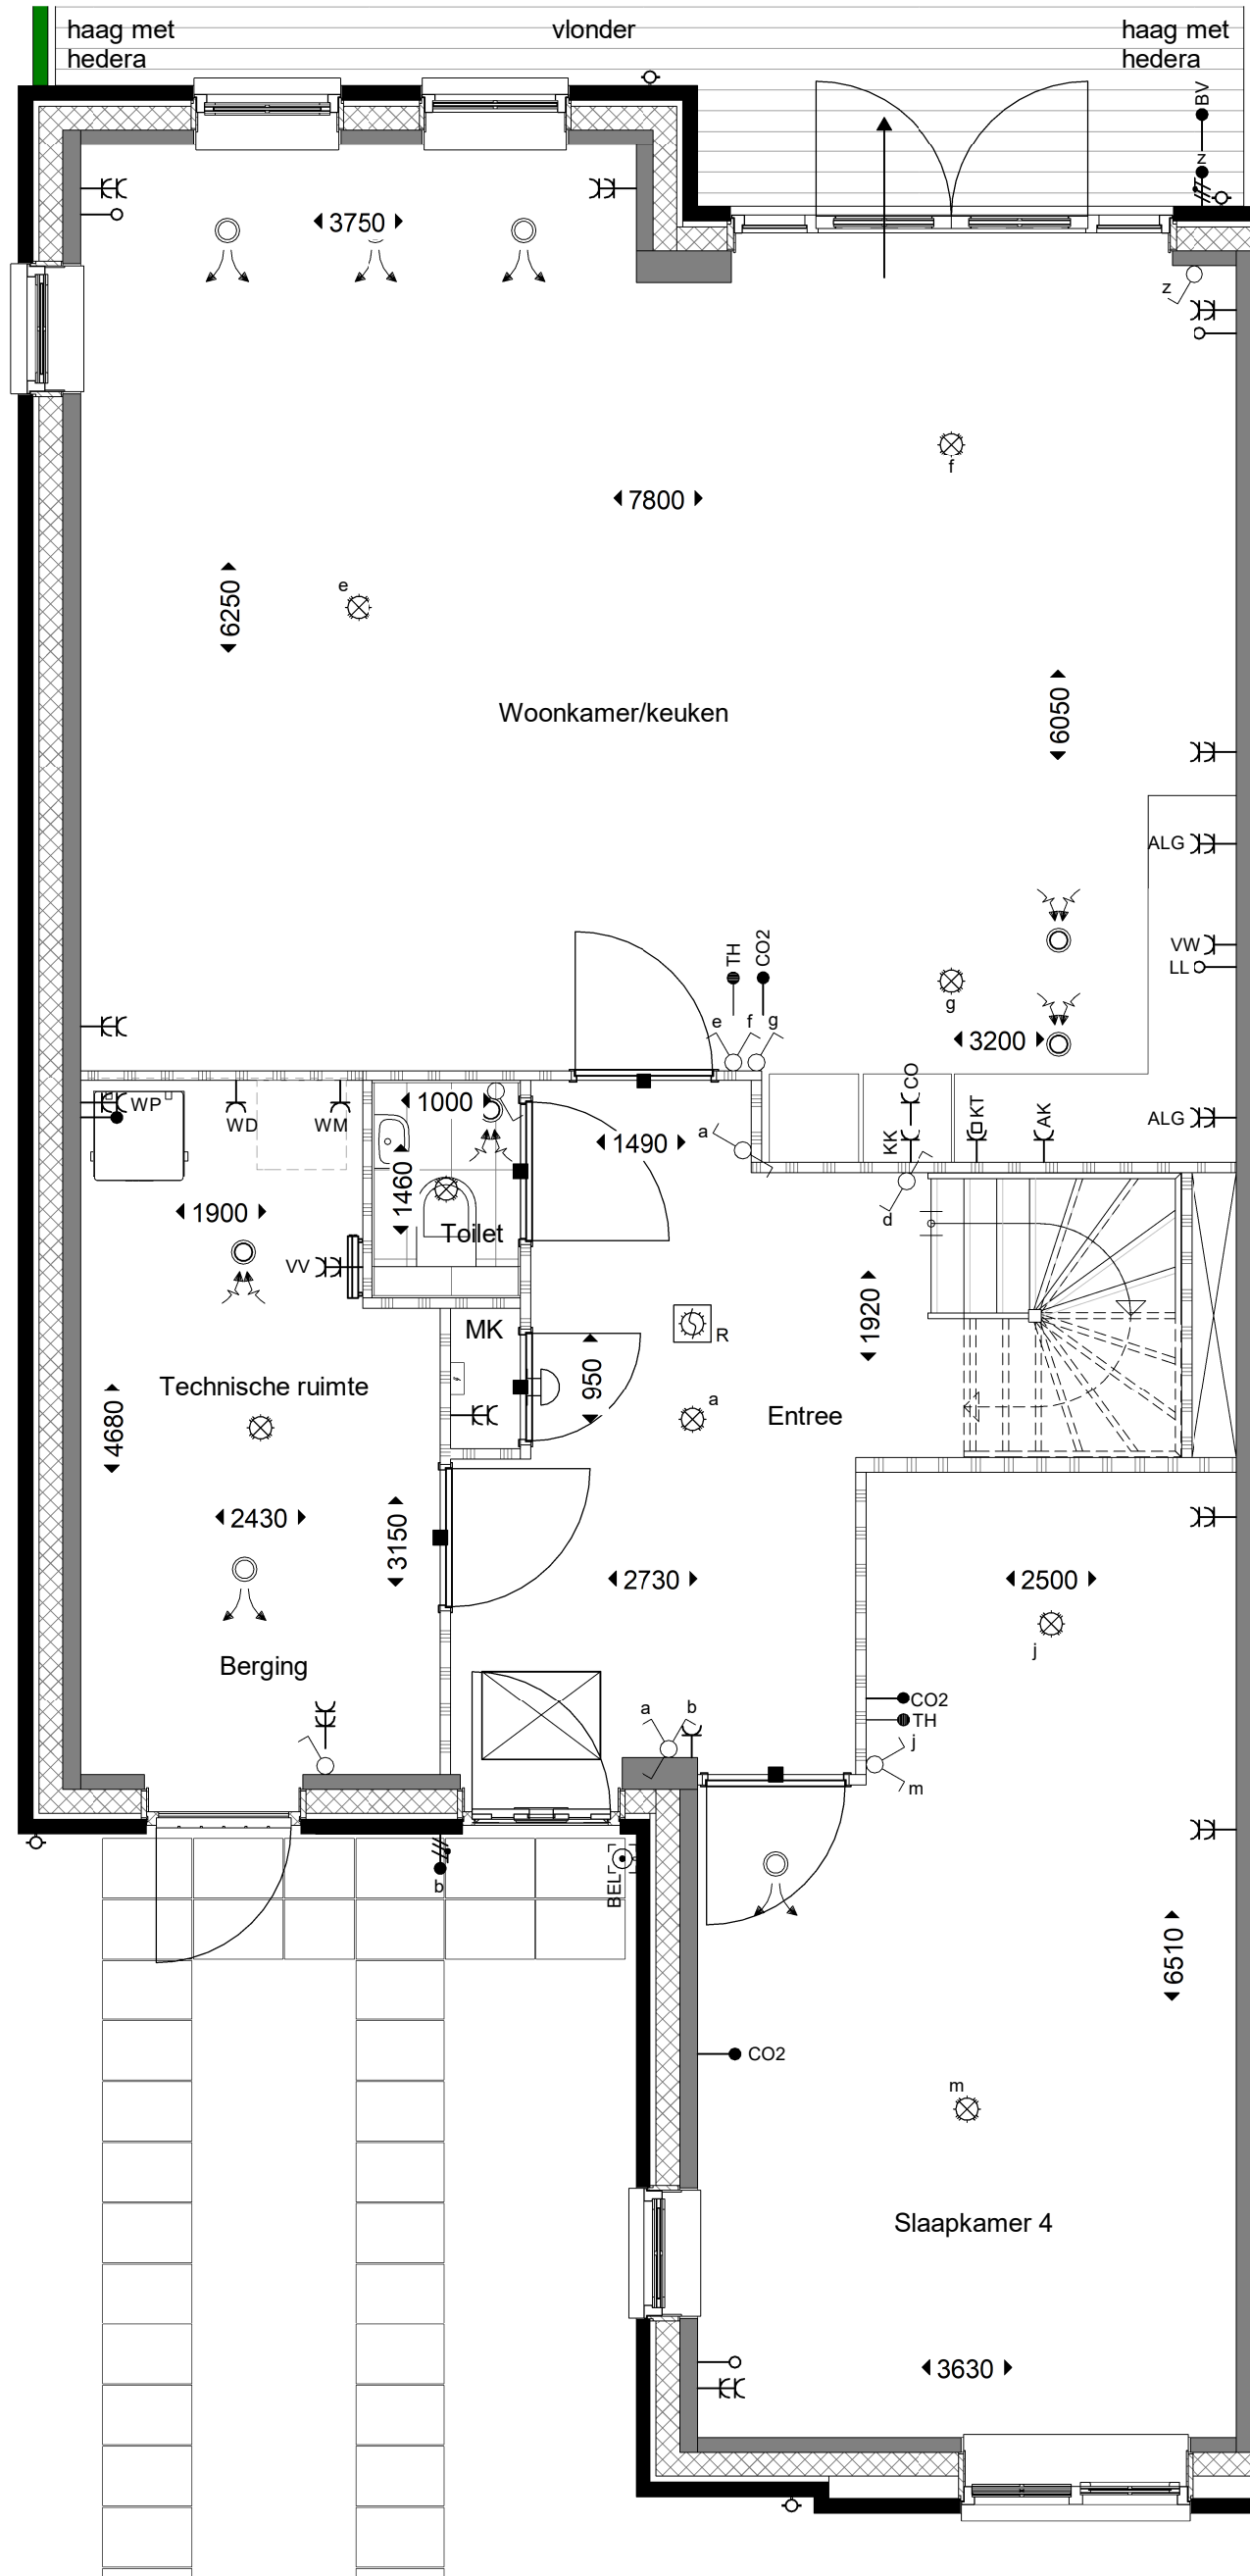 haag met
hedera
vlonder
haag met
hedera
BV
z
3750
z
f
7800
e
6250
Woonkamer/keuken
6050
ALG
VW
LL
TH
CO2
e
f
g
g
3200
CO
KK
KT
AK
ALG
WP
WD
WM
1000
1490
a
1460
1900
Toilet
d
VV
MK
R
1920
950
Technische ruimte
a
Entree
4680
2430
3150
2730
2500
j
Berging
a
b
CO2
TH
j
m
b
BEL
6510
CO2
m
Slaapkamer 4
3630